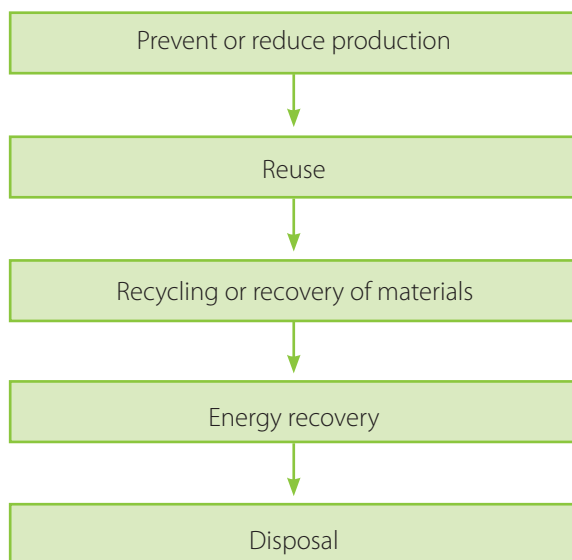 Prevent or reduce production
Reuse
Recycling or recovery of materials
Energy recovery
Disposal